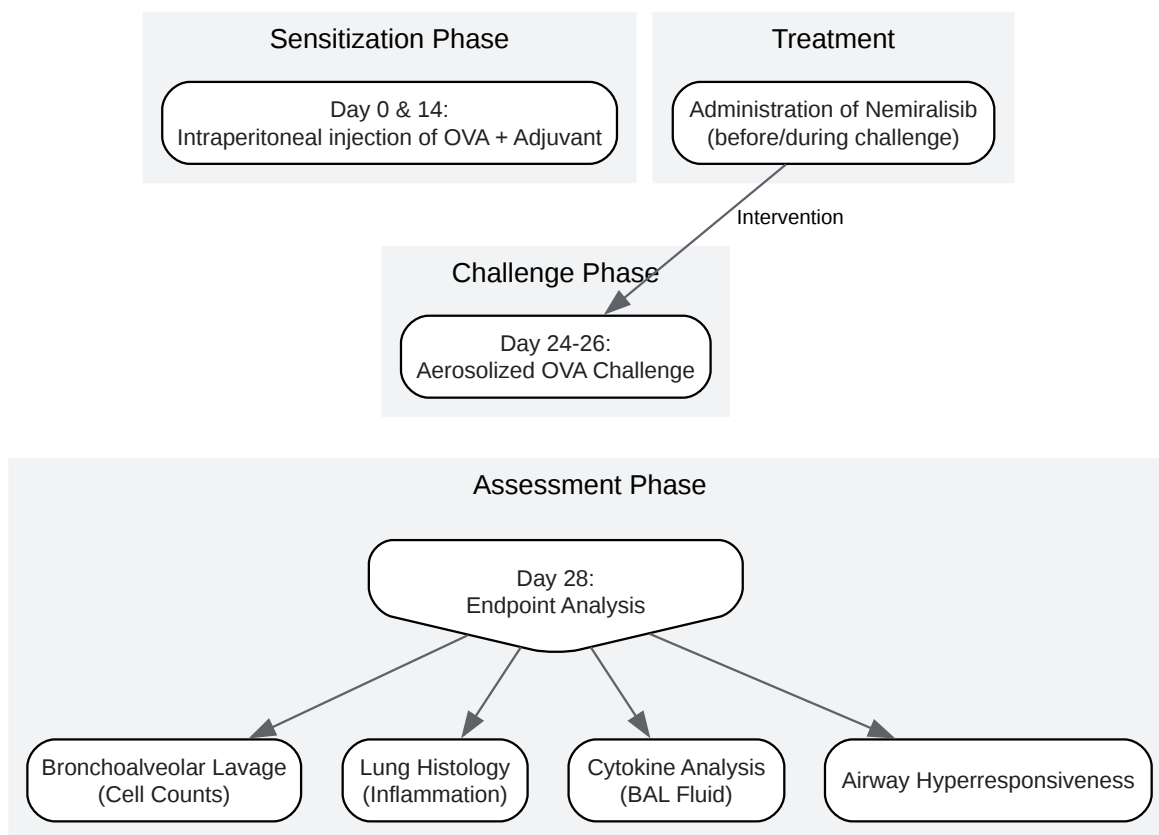 Sensitization Phase
Day 0 & 14:
Intraperitoneal injection of OVA + Adjuvant
Treatment
Administration of Nemiralisib
(before/during challenge)
Intervention
Challenge Phase
Day 24-26:
Aerosolized OVA Challenge
Assessment Phase
Day 28:
Endpoint Analysis
Bronchoalveolar Lavage
(Cell Counts)
Lung Histology
(Inflammation)
Cytokine Analysis
(BAL Fluid)
Airway Hyperresponsiveness